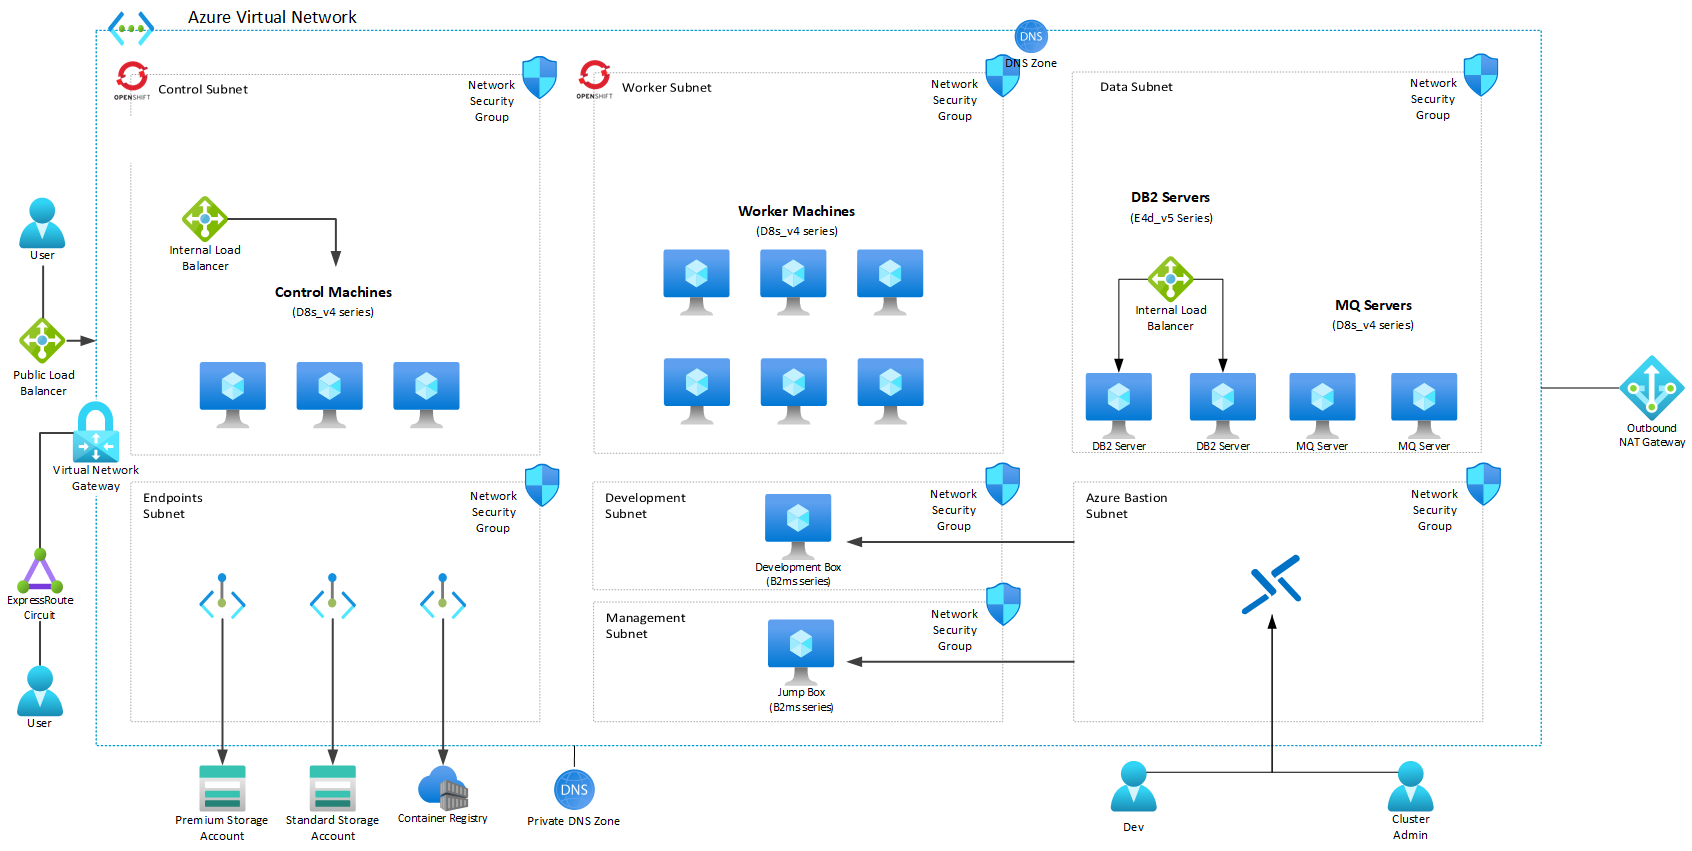 Azure Virtual Network
DNS
DNS Zone
OPENSHIFT
Control Subnet
Network
Security
Group
Internal Load
Balancer
Control Machines
(D8s_v4 series)
OPENSHIFT
Worker Subnet
Network
Security
Group
Worker Machines
(D8s_v4 series)
Data Subnet
Network
Security
Group
DB2 Servers
(E4d_v5 Series)
Internal Load
Balancer
MQ Servers
(D8s_v4 series)
DB2 Server
DB2 Server
MQ Server
MQ Server
User
Public Load
Balancer
Virtual Network
Gateway
ExpressRoute
Circuit
User
Outbound
NAT Gateway
Endpoints
Subnet
Network
Security
Group
Development
Subnet
Network
Security
Group
Development Box
(B2ms series)
Management
Subnet
Network
Security
Group
Jump Box
(B2ms series)
Azure Bastion
Subnet
Network
Security
Group
Premium Storage
Account
Standard Storage
Account
Container Registry
DNS
Private DNS Zone
Dev
Cluster
Admin